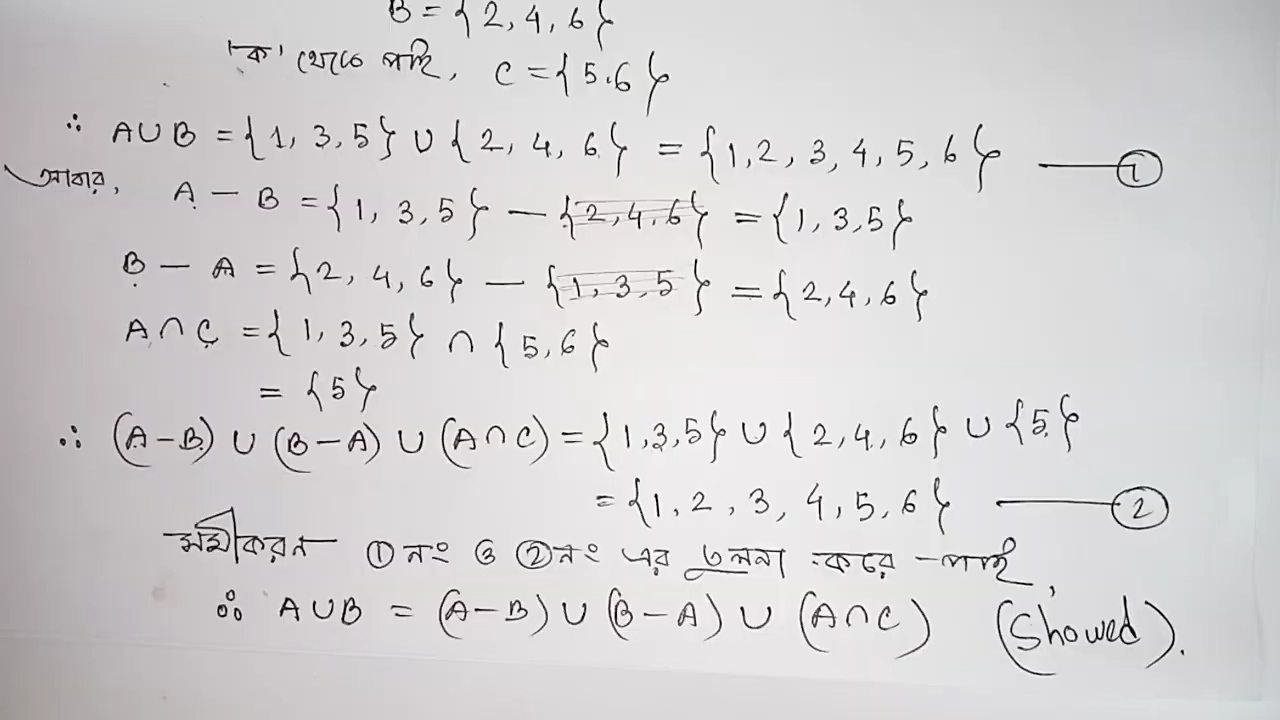 B = {2, 4, 6}
'ক' থেকে পাই, C = {5.6}
∴ A∪B = {1, 3, 5} ∪ {2, 4, 6} = {1, 2, 3, 4, 5, 6} — ①
আবার, A — B = {1, 3, 5} — {2, 4, 6} = {1, 3, 5}
B — A = {2, 4, 6} — {1, 3, 5} = {2, 4, 6}
A∩C = {1, 3, 5} ∩ {5, 6}
= {5}
∴ (A–B) ∪ (B–A) ∪ (A∩C) = {1,3,5} ∪ {2,4,6} ∪ {5}
= {1, 2, 3, 4, 5, 6} — ②
সমীকরন ① নং ও ② নং এর তুলনা করে পাই,
∴ A∪B = (A–B) ∪ (B–A) ∪ (A∩C) (Showed).